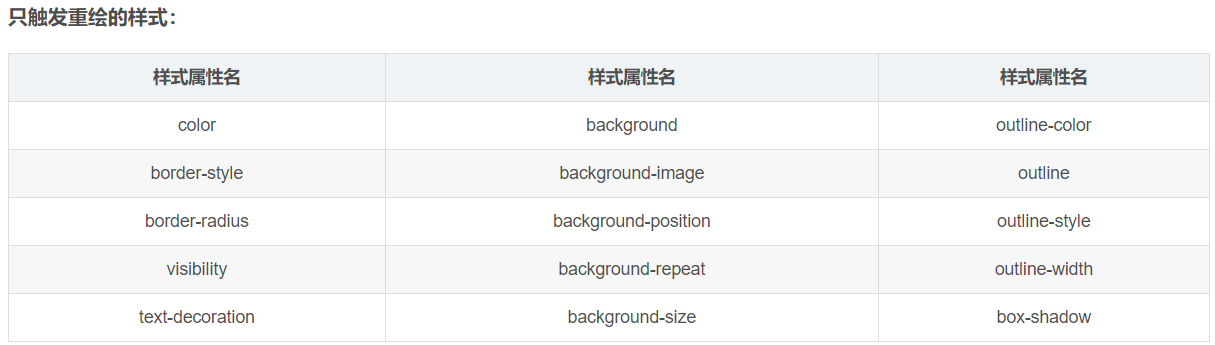 只触发重绘的样式：
样式属性名 样式属性名 样式属性名
color background outline-color
border-style background-image outline
border-radius background-position outline-style
visibility background-repeat outline-width
text-decoration background-size box-shadow